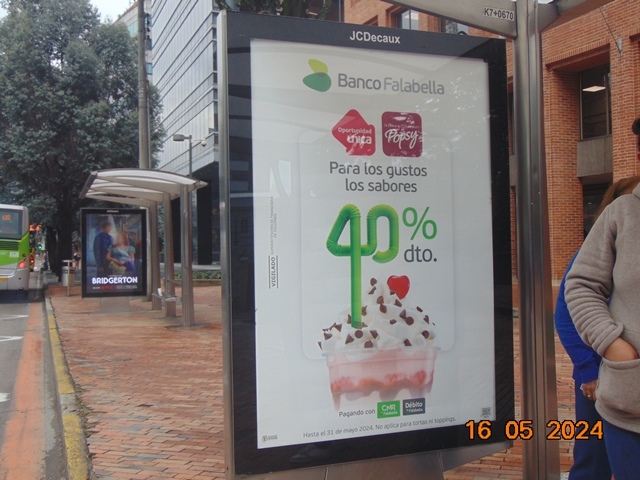 K7+0670
JCDecaux
Banco Falabella
Oportunidad
única
Popsy
Para los gustos
los sabores
40%
dto.
VIGILADO
BRIDGERTON
Pagando con CMR Débito
Hasta el 31 de mayo 2024. No aplica para tortas ni toppings.
16 05 2024